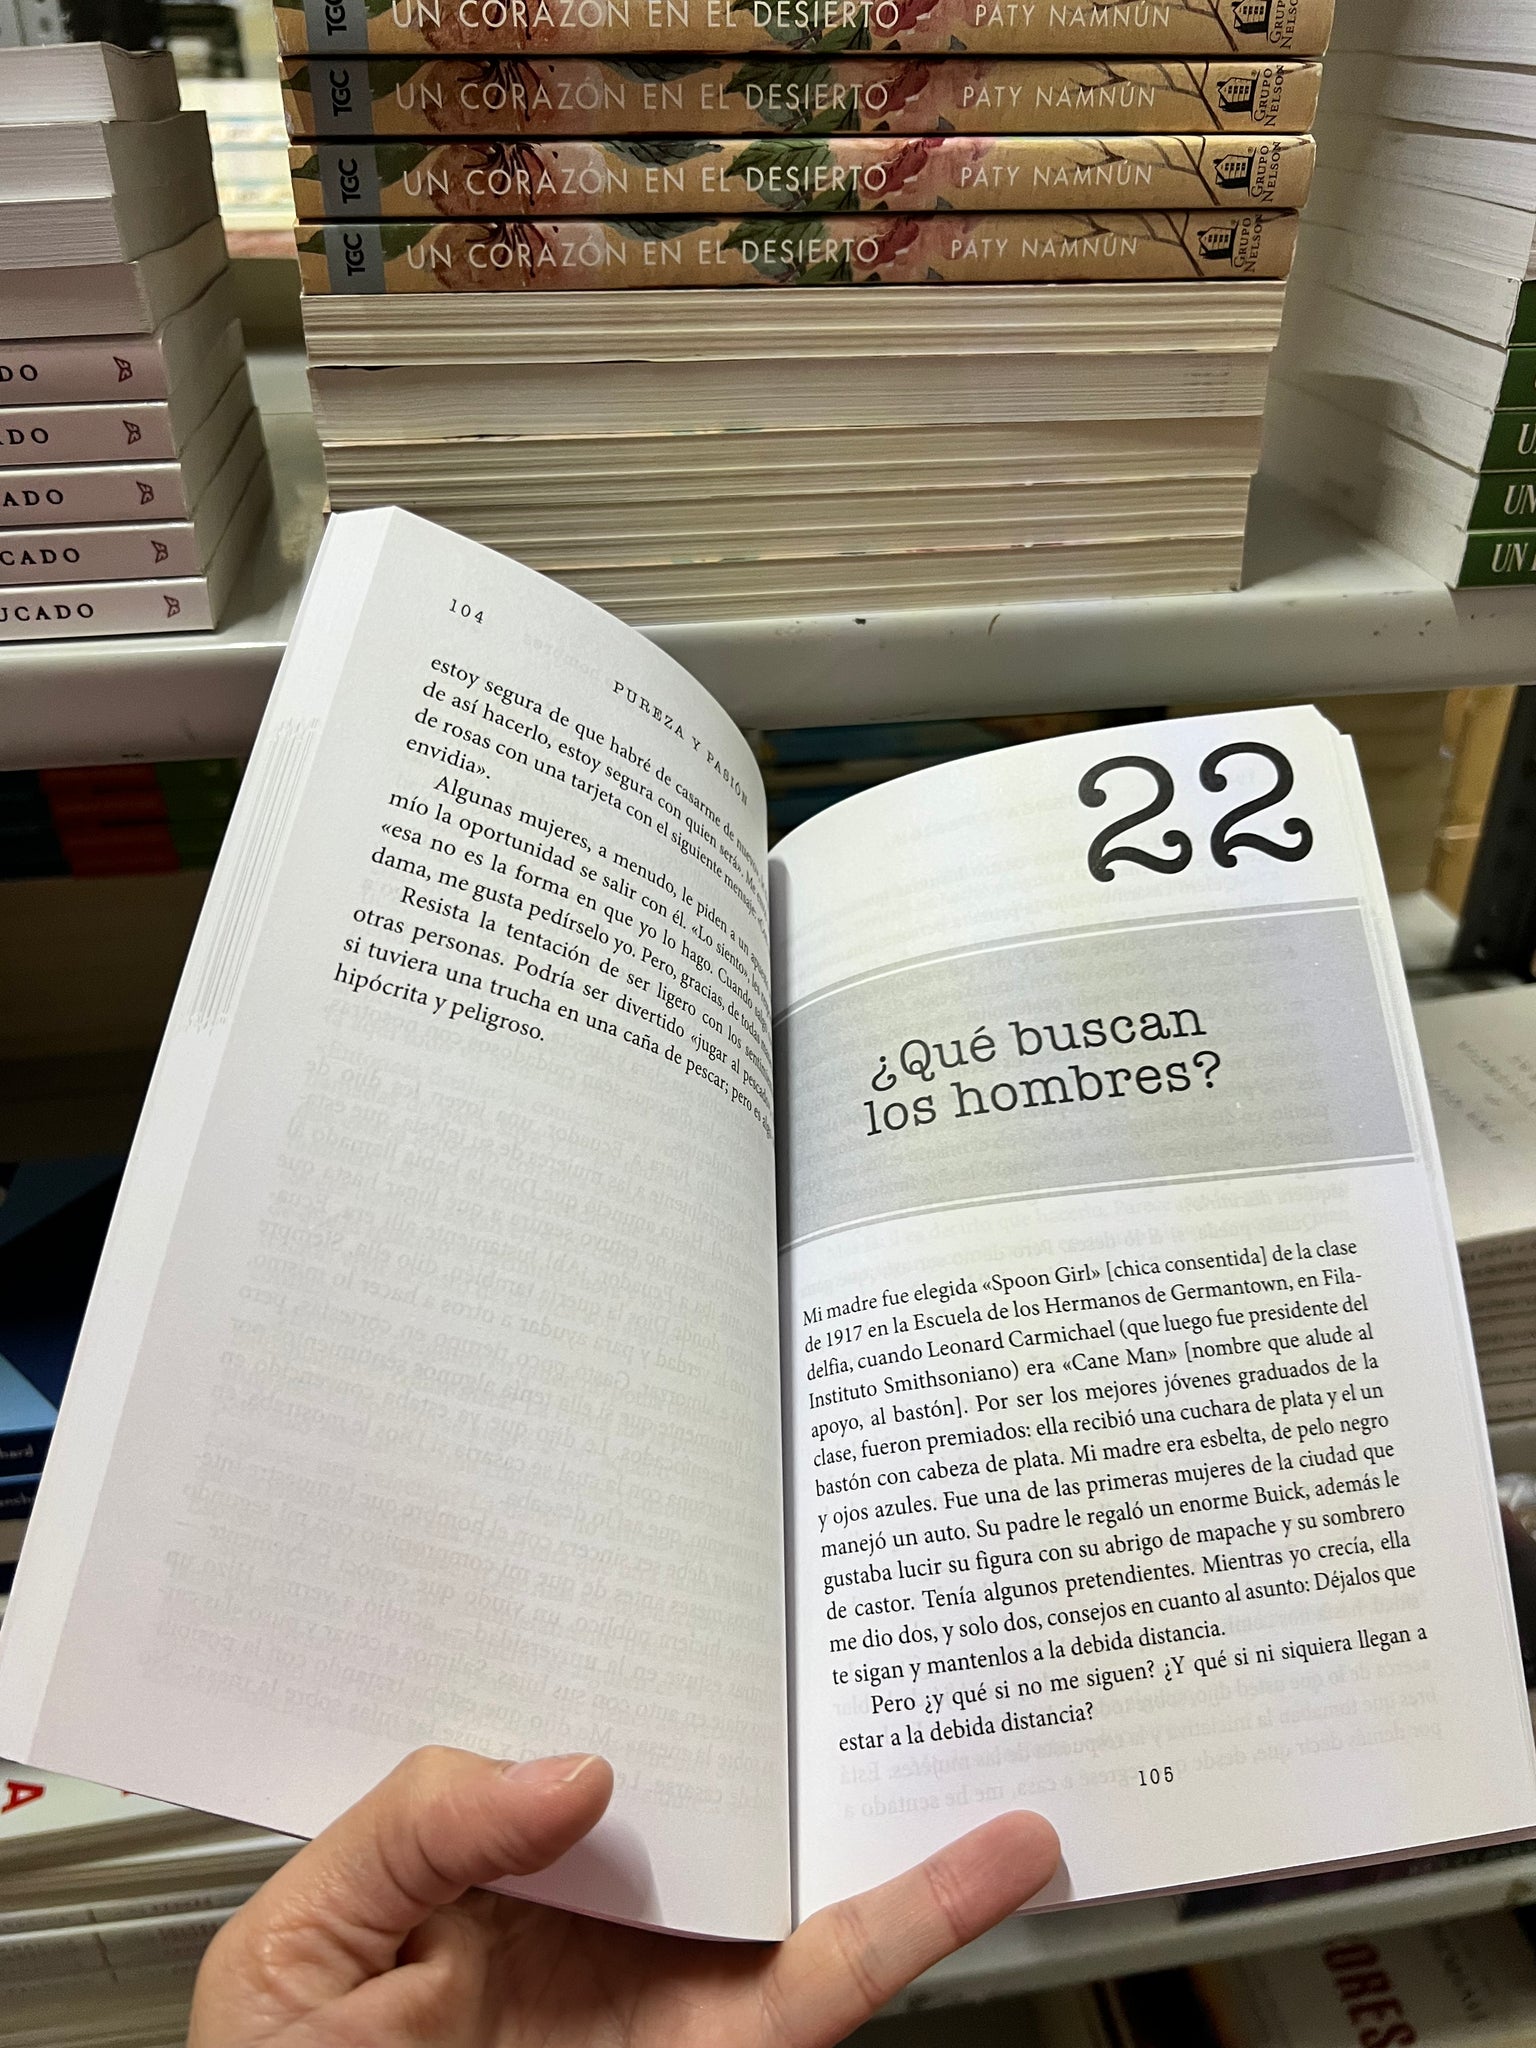 TGC UN CORAZÓN EN EL DESIERTO - PATY NAMNÚN GRUPO NELSON
TGC UN CORAZÓN EN EL DESIERTO - PATY NAMNÚN GRUPO NELSON
TGC UN CORAZÓN EN EL DESIERTO - PATY NAMNÚN GRUPO NELSON
TGC UN CORAZÓN EN EL DESIERTO - PATY NAMNÚN GRUPO NELSON
DO
ADO
ADO
CADO
UCADO
U
UN
UN
104
PUREZA Y PASIÓN
estoy segura de que habré de casarme de nuevo
de así hacerlo, estoy segura con quien será». Me
de rosas con una tarjeta con el siguiente mensaje:
envidia».
Algunas mujeres, a menudo, le piden a un
mío la oportunidad se salir con él. «Lo siento», les
«esa no es la forma en que yo lo hago. Cuando salgo
dama, me gusta pedírselo yo. Pero, gracias, de todas
Resista la tentación de ser ligero con los
otras personas. Podría ser divertido «jugar al pescado
si tuviera una trucha en una caña de pescar; pero es
hipócrita y peligroso.
22
¿Qué buscan
los hombres?
Mi madre fue elegida «Spoon Girl» [chica consentida] de la clase
de 1917 en la Escuela de los Hermanos de Germantown, en Fila-
delfia, cuando Leonard Carmichael (que luego fue presidente del
Instituto Smithsoniano) era «Cane Man» [nombre que alude al
apoyo, al bastón]. Por ser los mejores jóvenes graduados de la
clase, fueron premiados: ella recibió una cuchara de plata y el un
bastón con cabeza de plata. Mi madre era esbelta, de pelo negro
y ojos azules. Fue una de las primeras mujeres de la ciudad que
manejó un auto. Su padre le regaló un enorme Buick, además le
gustaba lucir su figura con su abrigo de mapache y su sombrero
de castor. Tenía algunos pretendientes. Mientras yo crecía, ella
me dio dos, y solo dos, consejos en cuanto al asunto: Déjalos que
te sigan y mantenlos a la debida distancia.
Pero ¿y qué si no me siguen? ¿Y qué si ni siquiera llegan a
estar a la debida distancia?
105
A
ORES